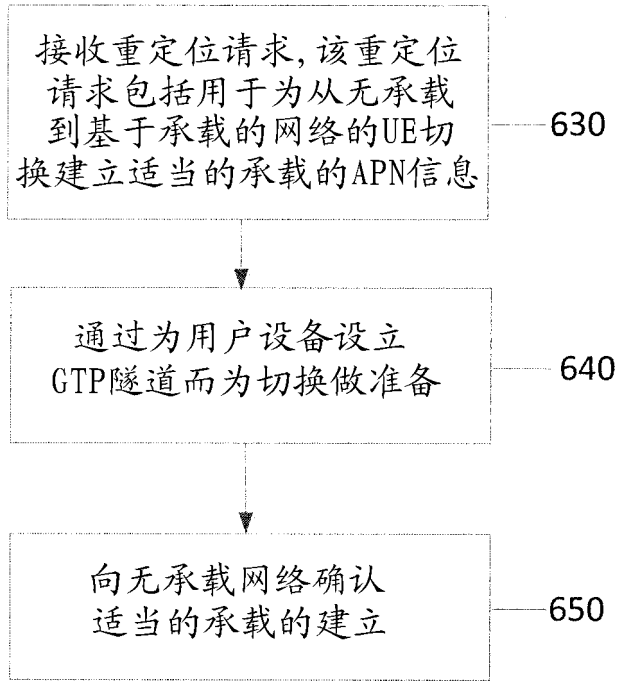 接收重定位请求,该重定位
请求包括用于为从无承载
到基于承载的网络的UE切
换建立适当的承载的APN信息
630
通过为用户设备设立
GTP隧道而为切换做准备
640
向无承载网络确认
适当的承载的建立
650